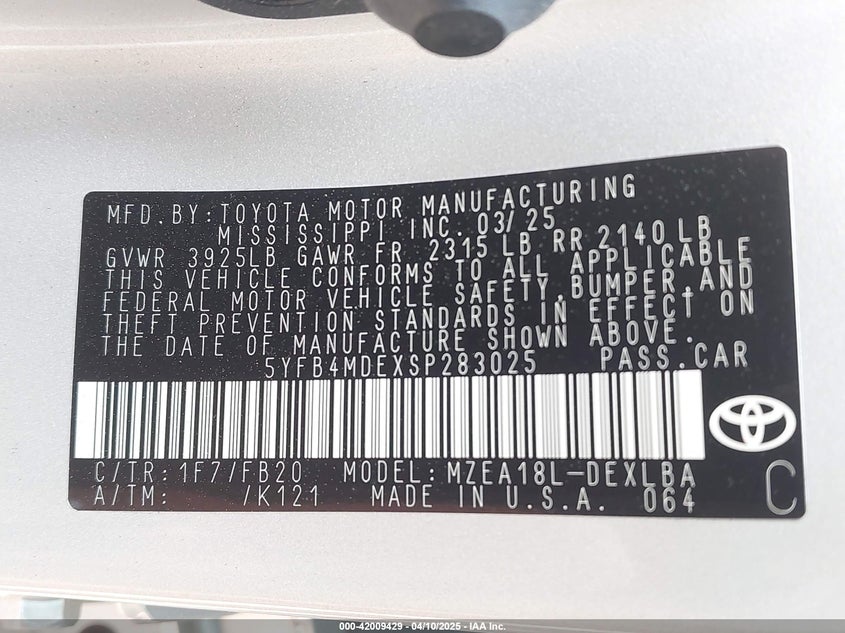 MFD. BY: TOYOTA MOTOR MANUFACTURING
MISSISSIPPI INC. 03/25
GVWR 3925LB GAWR FR 2315 LB RR 2140 LB
THIS VEHICLE CONFORMS TO ALL APPLICABLE
FEDERAL MOTOR VEHICLE SAFETY, BUMPER, AND
THEFT PREVENTION STANDARDS IN EFFECT ON
THE DATE OF MANUFACTURE SHOWN ABOVE.
5YFB4MDEXSP283025 PASS. CAR
C/TR: 1F7/FB20 MODEL: MZEA18L-DEXLBA
A/TM: /K121 MADE IN U.S.A. 064 C
000-42009429 - 04/10/2025 - IAA Inc.